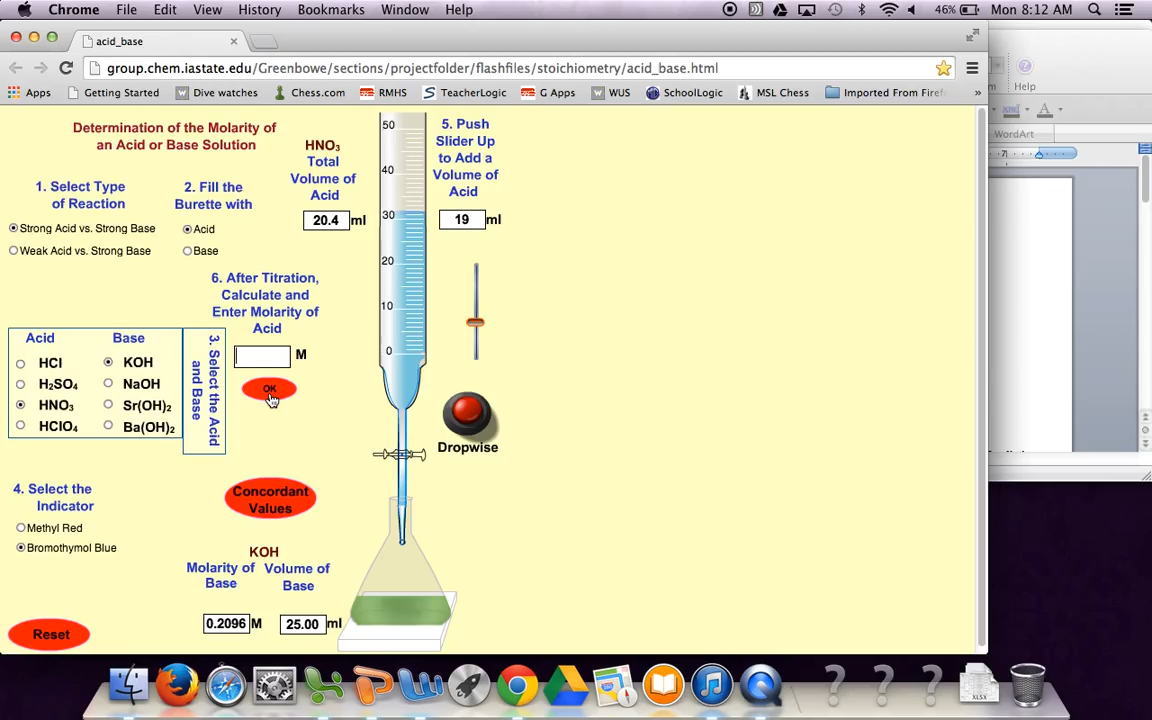 Chrome File Edit View History Bookmarks Window Help 46% Mon 8:12 AM
acid_base
group.chem.iastate.edu/Greenbowe/sections/projectfolder/flashfiles/stoichiometry/acid_base.html
Apps Getting Started Dive watches Chess.com RMHS TeacherLogic G Apps WUS SchoolLogic MSL Chess Imported From Firef »
Help
WordArt
7
Determination of the Molarity of
an Acid or Base Solution
1. Select Type
of Reaction
Strong Acid vs. Strong Base
Weak Acid vs. Strong Base
2. Fill the
Burette with
Acid
Base
HNO₃
Total
Volume of
Acid
20.4 ml
50
40
30
20
10
0
5. Push
Slider Up
to Add a
Volume of
Acid
19 ml
6. After Titration,
Calculate and
Enter Molarity of
Acid
M
OK
Acid Base
HCl KOH
H₂SO₄ NaOH
HNO₃ Sr(OH)₂
HClO₄ Ba(OH)₂
3. Select the Acid
and Base
Dropwise
4. Select the
Indicator
Methyl Red
Bromothymol Blue
Concordant
Values
KOH
Molarity of
Base
Volume of
Base
0.2096 M 25.00 ml
Reset
? ? ?
XLSX